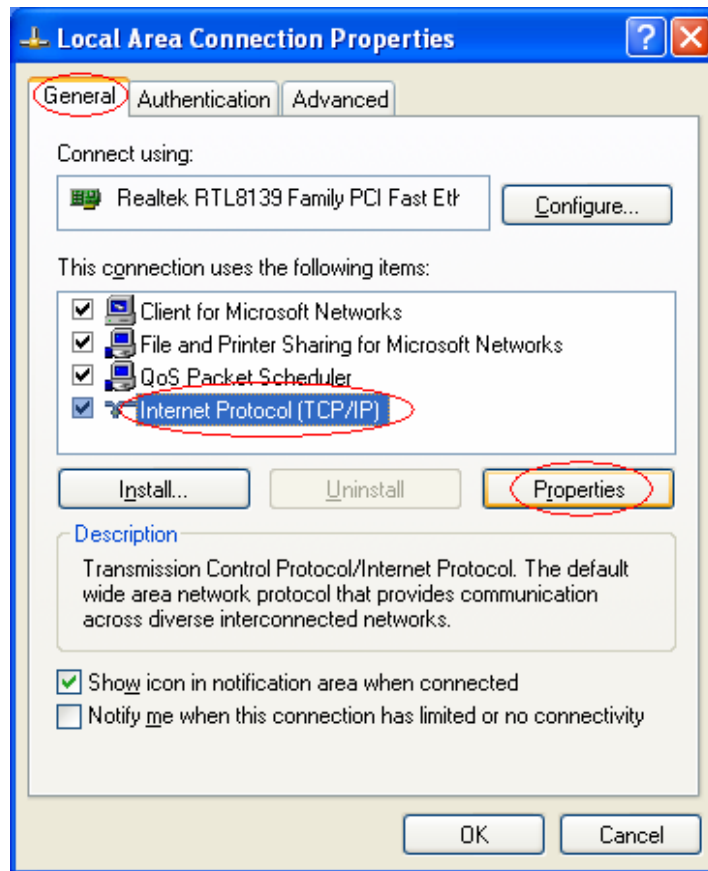 Local Area Connection Properties
General Authentication Advanced
Connect using:
Realtek RTL8139 Family PCI Fast Eth
Configure...
This connection uses the following items:
Client for Microsoft Networks
File and Printer Sharing for Microsoft Networks
QoS Packet Scheduler
Internet Protocol (TCP/IP)
Install... Uninstall Properties
Description
Transmission Control Protocol/Internet Protocol. The default
wide area network protocol that provides communication
across diverse interconnected networks.
Show icon in notification area when connected
Notify me when this connection has limited or no connectivity
OK Cancel